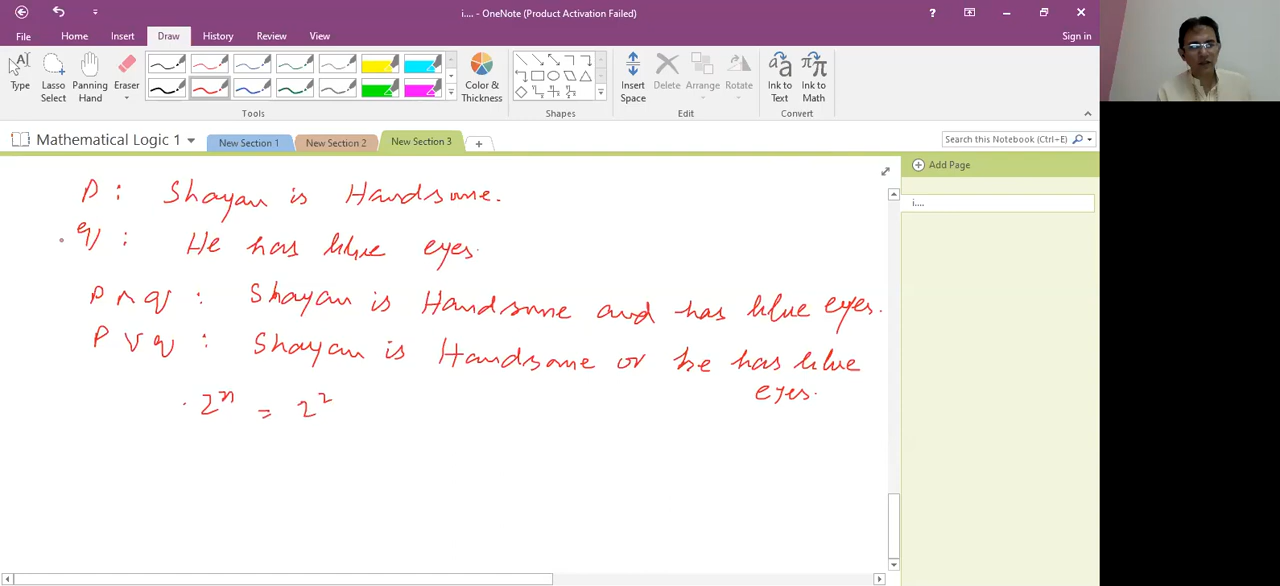 i.... - OneNote (Product Activation Failed)
File Home Insert Draw History Review View Sign in
Type Lasso Select Panning Hand Eraser Color & Thickness Insert Space Delete Arrange Rotate Ink to Text Ink to Math
Tools Shapes Edit Convert
Mathematical Logic 1 New Section 1 New Section 2 New Section 3 Search this Notebook (Ctrl+E)
Add Page
i....
P : Shayan is Handsome.
q : He has blue eyes.
P ∧ q : Shayan is Handsome and has blue eyes.
P ∨ q : Shayan is Handsome or he has blue
eyes.
2ⁿ = 2²